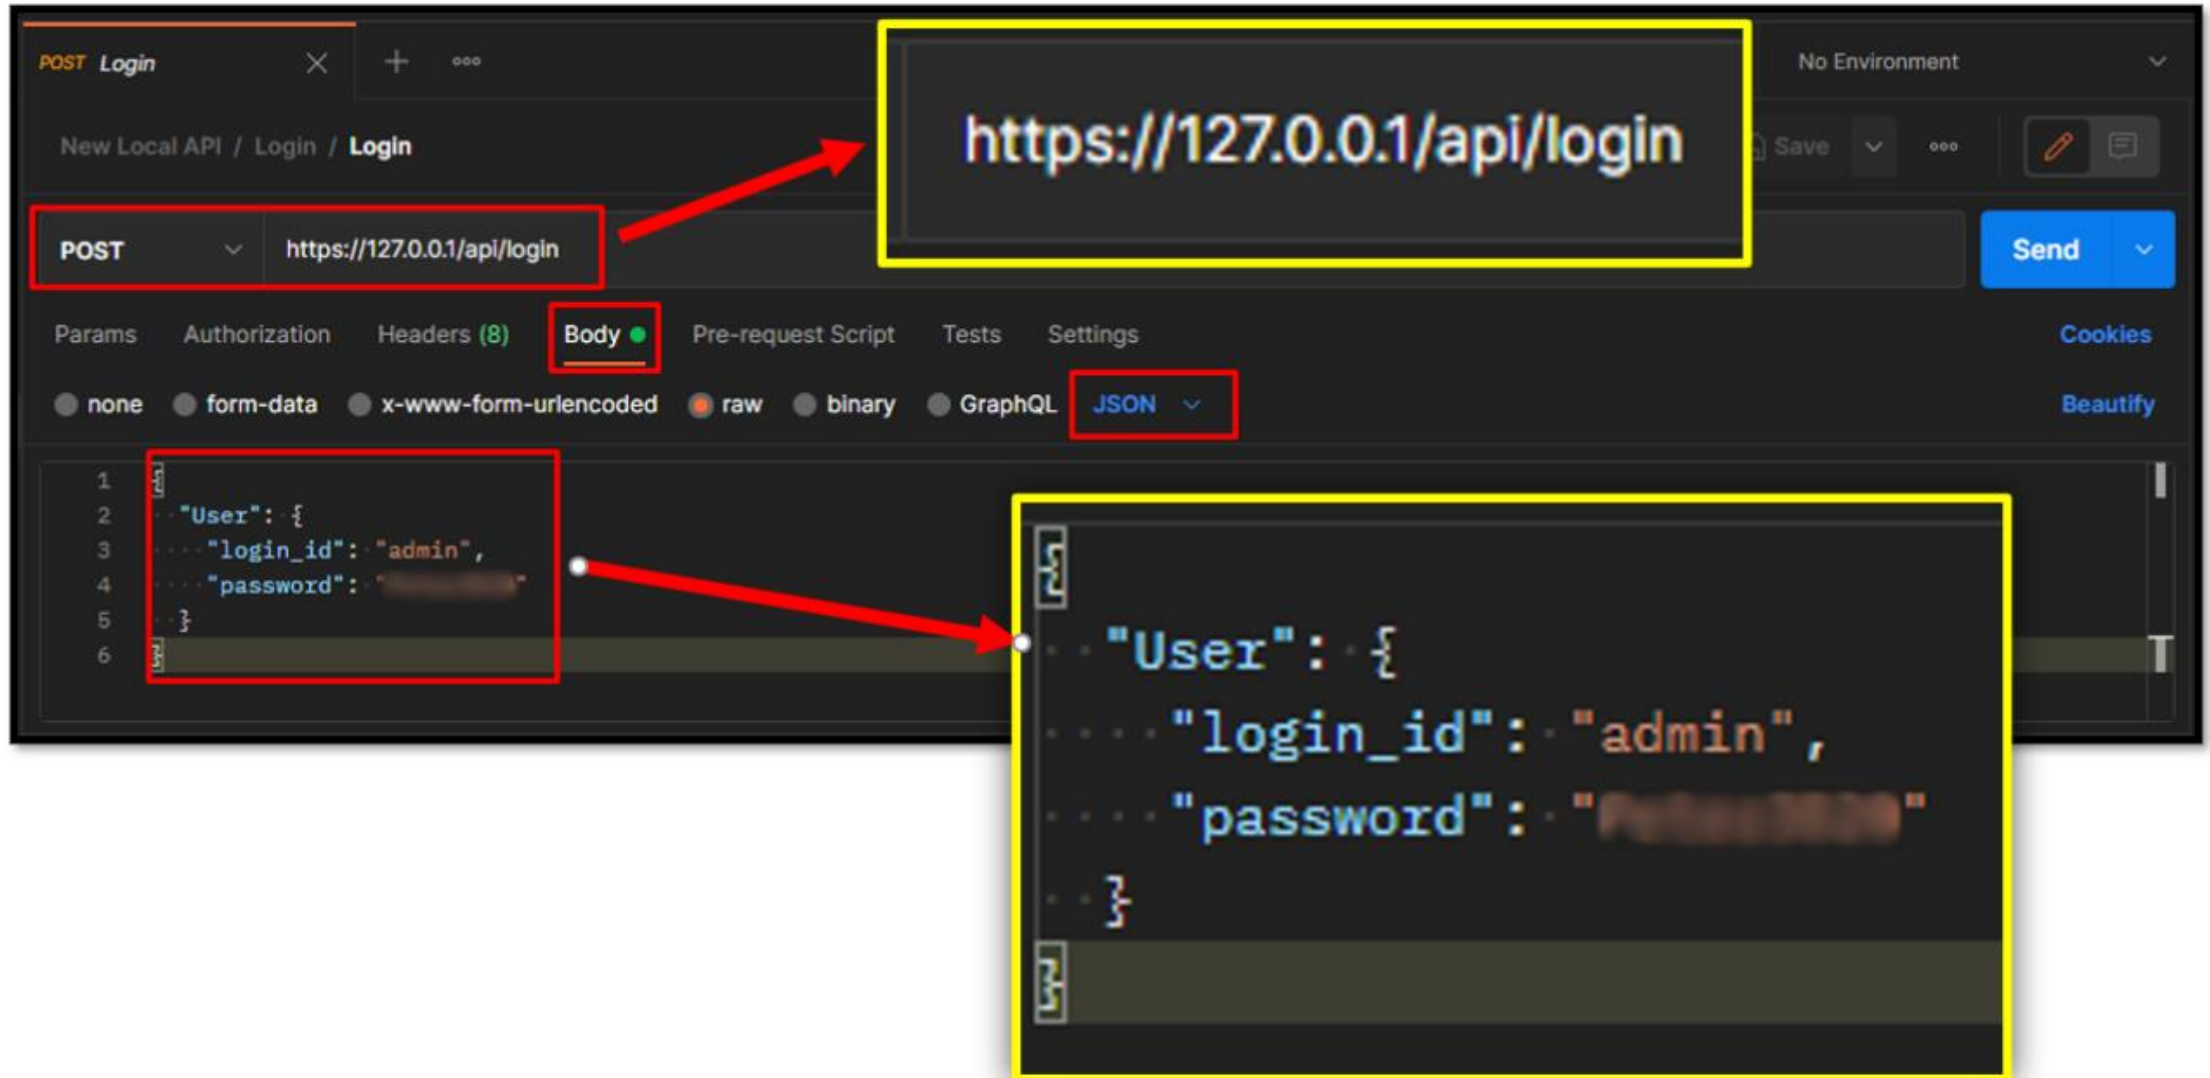 POST Login
No Environment
New Local API / Login / Login
Save
https://127.0.0.1/api/login
POST
https://127.0.0.1/api/login
Send
Params Authorization Headers (8) Body Pre-request Script Tests Settings Cookies
none form-data x-www-form-urlencoded raw binary GraphQL JSON Beautify
1 {
2 "User": {
3 "login_id": "admin",
4 "password": " "
5 }
6 }
{
"User": {
"login_id": "admin",
"password": " "
}
}